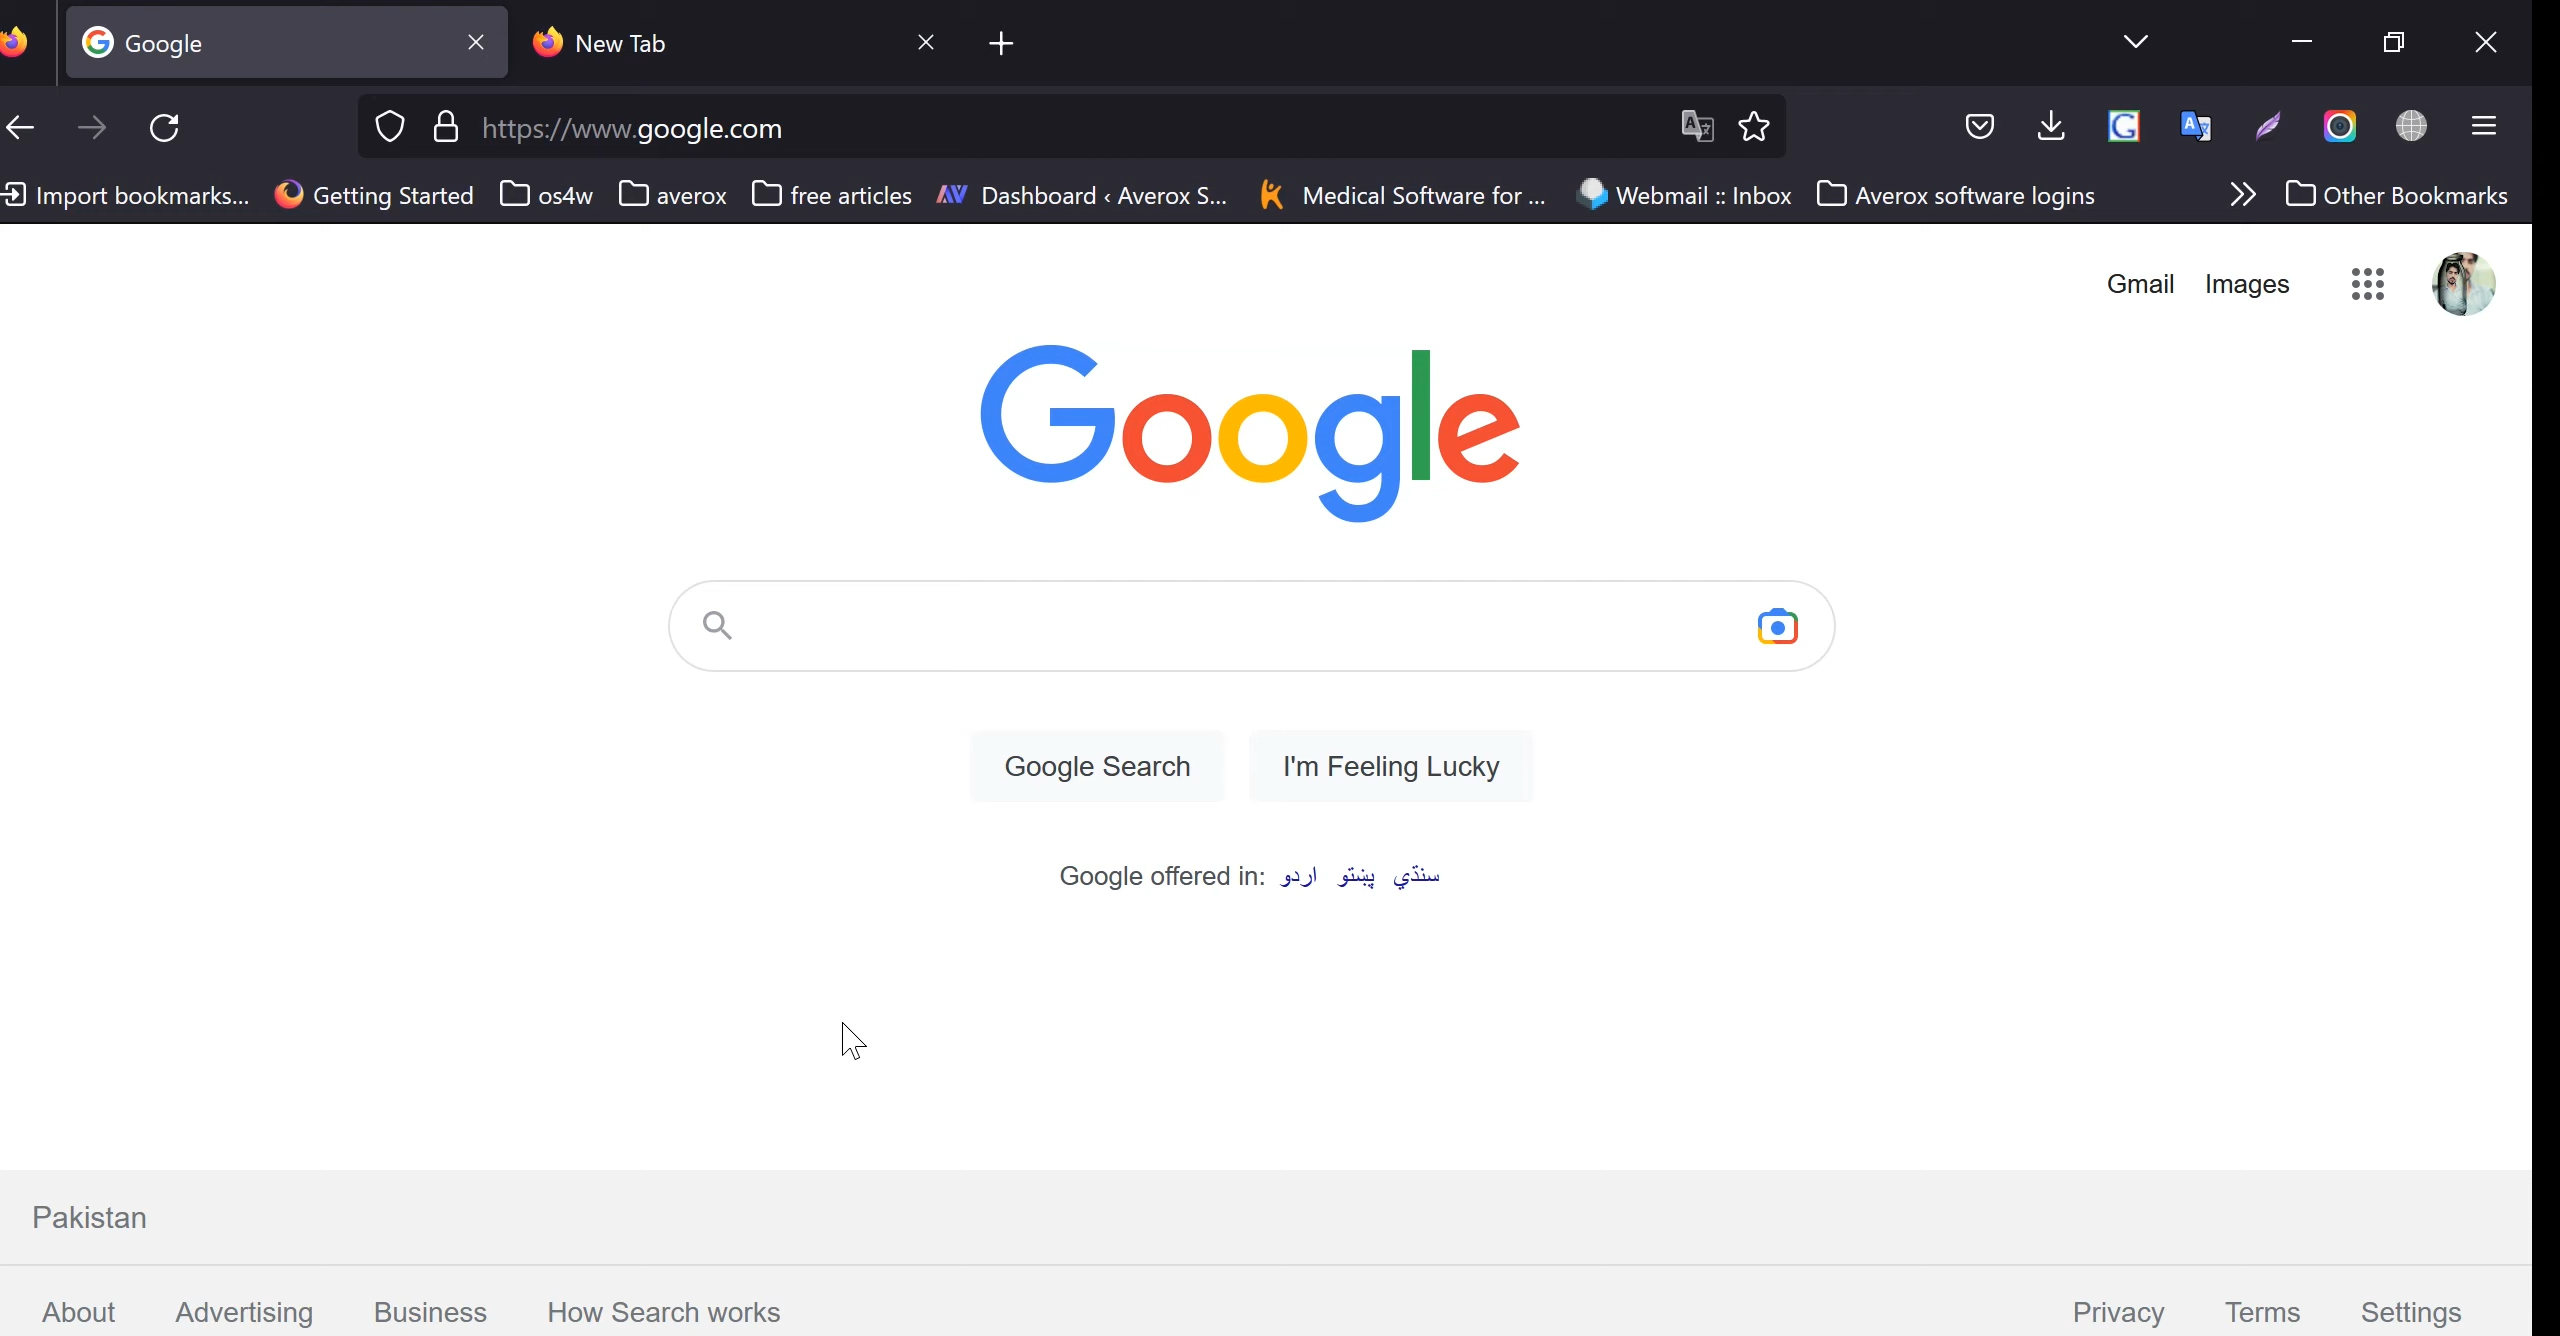 Google New Tab
https://www.google.com
Import bookmarks... Getting Started os4w averox free articles Dashboard ‹ Averox S... Medical Software for ... Webmail :: Inbox Averox software logins Other Bookmarks
Gmail Images
Google
Google Search I'm Feeling Lucky
Google offered in: اردو پښتو سنڌي
Pakistan
About Advertising Business How Search works Privacy Terms Settings